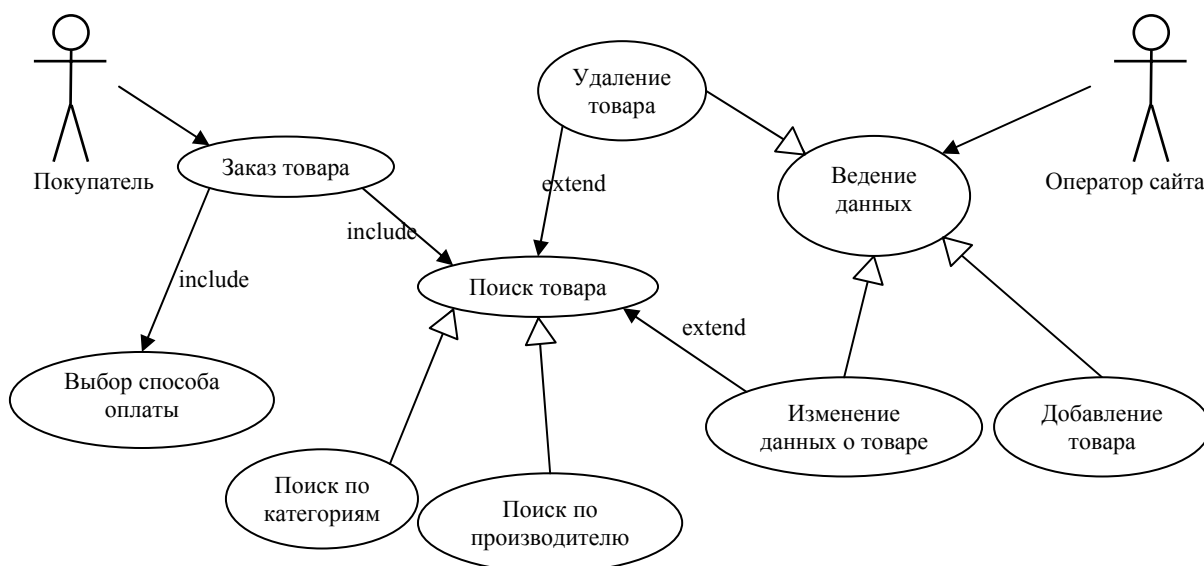 Удаление
товара
Покупатель
Заказ товара
extend
Ведение
данных
Оператор сайта
include
include
Поиск товара
extend
Выбор способа
оплаты
Изменение
данных о товаре
Добавление
товара
Поиск по
категориям
Поиск по
производителю